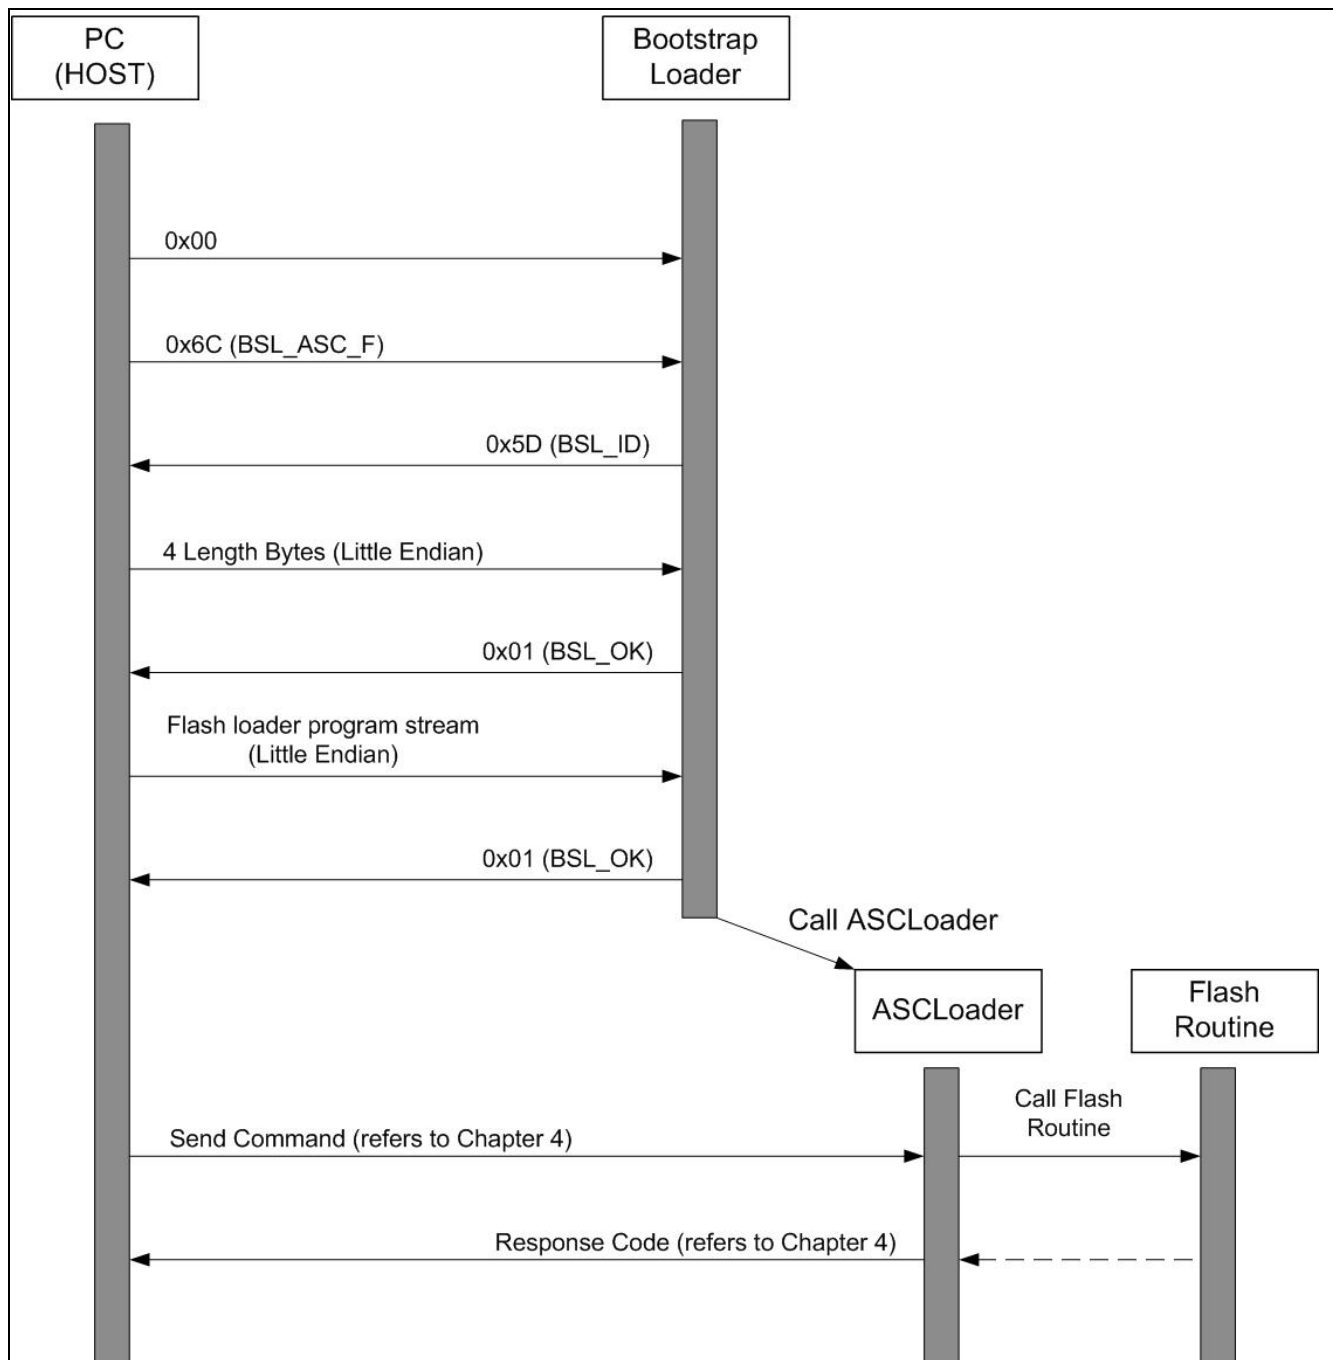 PC
(HOST)
Bootstrap
Loader
0x00
0x6C (BSL_ASC_F)
0x5D (BSL_ID)
4 Length Bytes (Little Endian)
0x01 (BSL_OK)
Flash loader program stream
(Little Endian)
0x01 (BSL_OK)
Call ASCLoader
ASCLoader
Flash
Routine
Call Flash
Routine
Send Command (refers to Chapter 4)
Response Code (refers to Chapter 4)